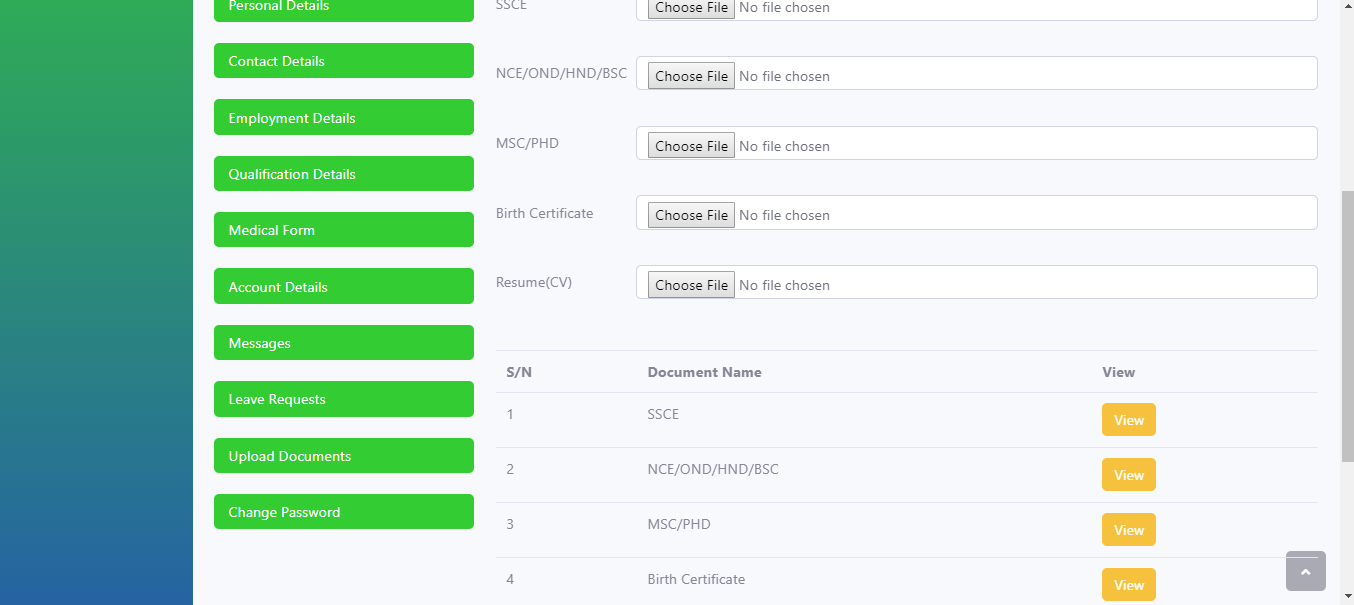 Personal Details
Contact Details
Employment Details
Qualification Details
Medical Form
Account Details
Messages
Leave Requests
Upload Documents
Change Password
SSCE Choose File No file chosen
NCE/OND/HND/BSC Choose File No file chosen
MSC/PHD Choose File No file chosen
Birth Certificate Choose File No file chosen
Resume(CV) Choose File No file chosen
S/N Document Name View
1 SSCE View
2 NCE/OND/HND/BSC View
3 MSC/PHD View
4 Birth Certificate View